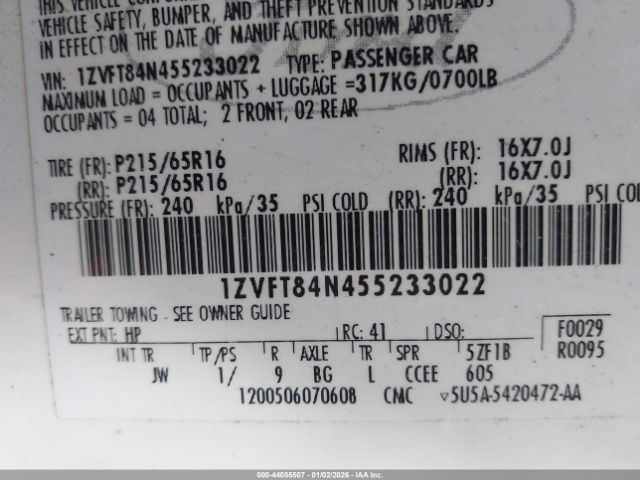 THIS VEHICLE CONFORMS
VEHICLE SAFETY, BUMPER, AND THEFT PREVENTION STANDARDS
IN EFFECT ON THE DATE OF MANUFACTURE SHOWN ABOVE.
VIN: 1ZVFT84N455233022 TYPE: PASSENGER CAR
MAXIMUM LOAD = OCCUPANTS + LUGGAGE =317KG/0700LB
OCCUPANTS = 04 TOTAL; 2 FRONT, 02 REAR
TIRE (FR): P215/65R16 RIMS (FR): 16X7.0J
(RR): P215/65R16 (RR): 16X7.0J
PRESSURE (FR): 240 kPa/35 PSI COLD (RR): 240 kPa/35 PSI COL
1ZVFT84N455233022
TRAILER TOWING - SEE OWNER GUIDE
EXT PNT: HP RC: 41 DSO: F0029
INT TR TP/PS R AXLE TR SPR 5ZF1B R0095
JW 1/ 9 BG L CCEE 605
1200506070608 CMC ▿5U5A-5420472-AA
000-44055507 | 01/02/2026 - COPART, INC.